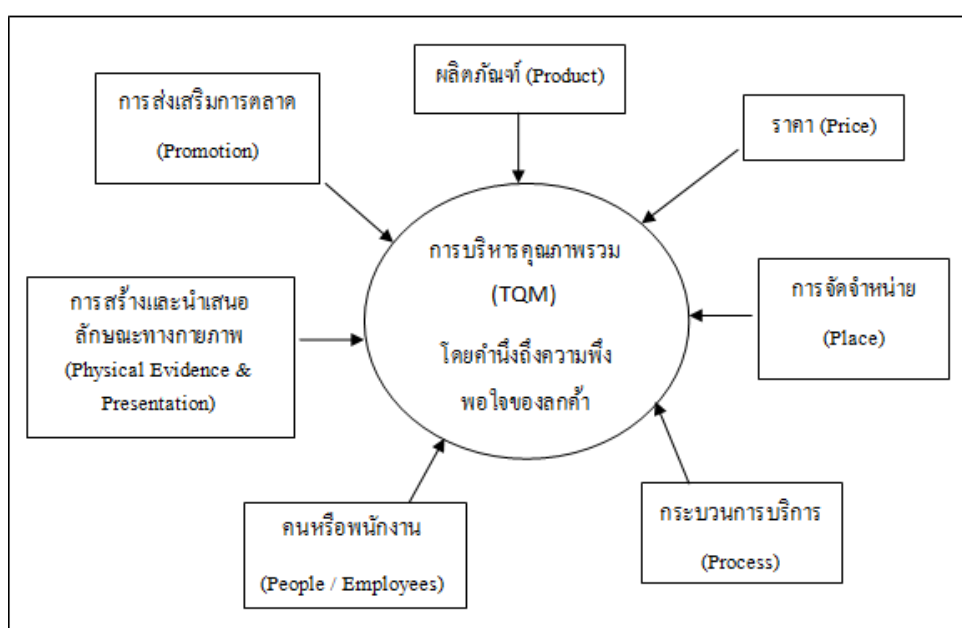 ผลิตภัณฑ์ (Product)
การส่งเสริมการตลาด
(Promotion)
ราคา (Price)
การบริหารคุณภาพรวม
(TQM)
โดยคำนึงถึงความพึง
พอใจของลกค้า
การสร้างและนำเสนอ
ลักษณะทางกายภาพ
(Physical Evidence &
Presentation)
การจัดจำหน่าย
(Place)
คนหรือพนักงาน
(People / Employees)
กระบวนการบริการ
(Process)